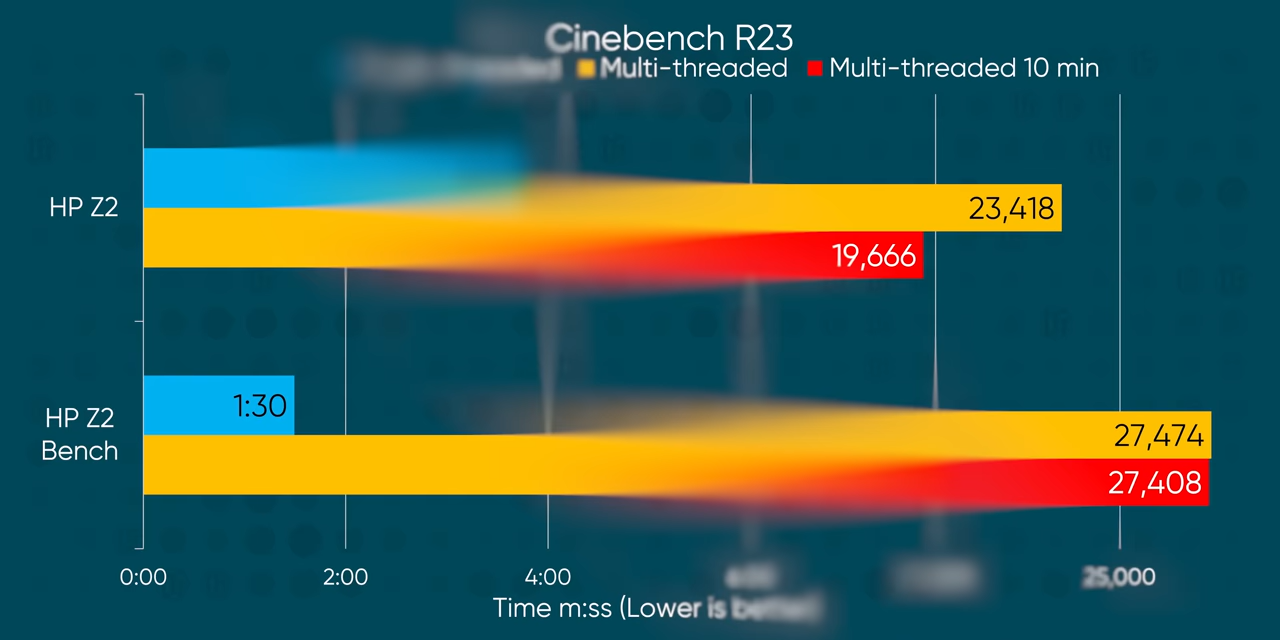 Cinebench R23
Multi-threaded Multi-threaded 10 min
HP Z2
23,418
19,666
HP Z2
Bench
1:30
27,474
27,408
0:00 2:00 4:00 25,000
Time m:ss (Lower is